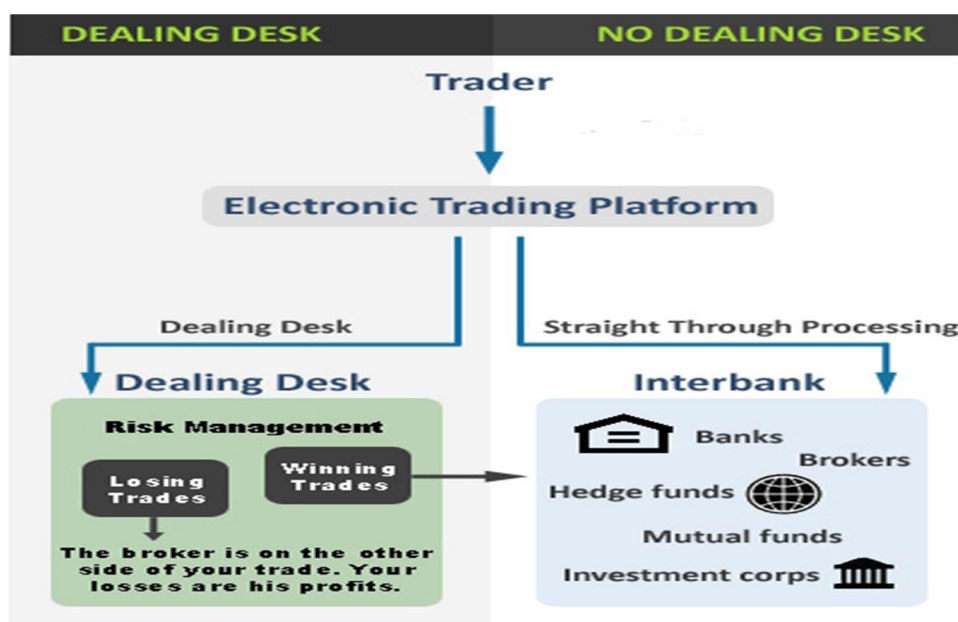 DEALING DESK
NO DEALING DESK
Trader
Electronic Trading Platform
Dealing Desk
Straight Through Processing
Dealing Desk
Interbank
Risk Management
Losing
Trades
Winning
Trades
The broker is on the other
side of your trade. Your
losses are his profits.
Banks
Brokers
Hedge funds
Mutual funds
Investment corps